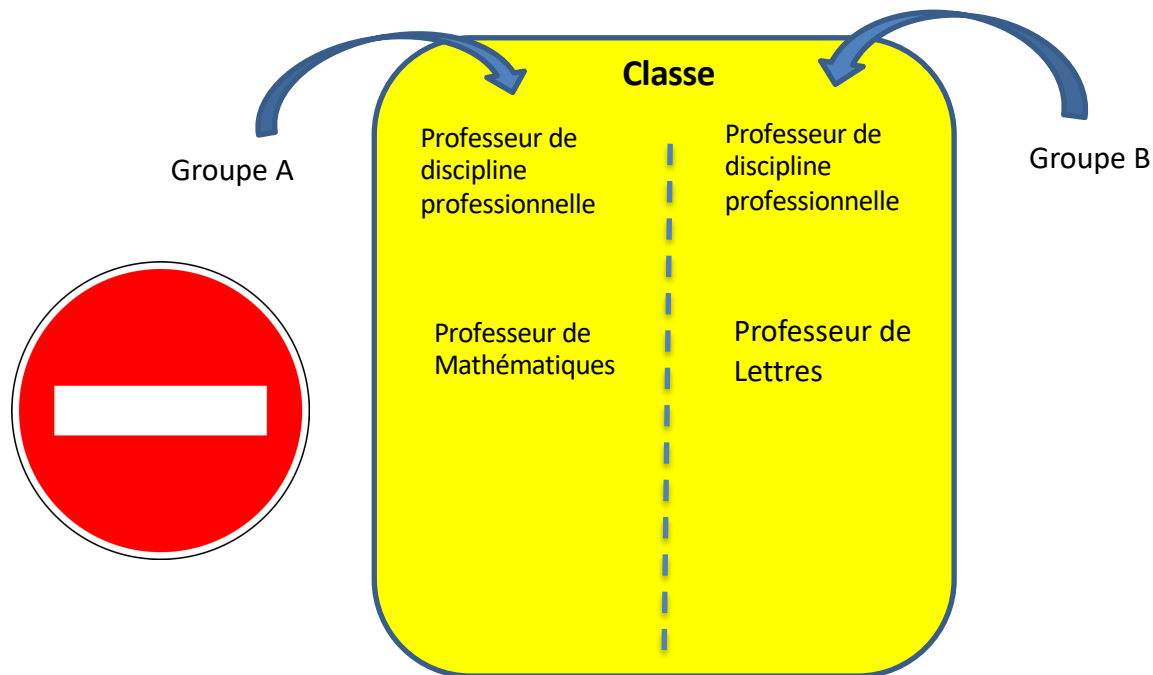 Classe
Groupe A
Professeur de
discipline
professionnelle
Professeur de
discipline
professionnelle
Groupe B
Professeur de
Mathématiques
Professeur de
Lettres